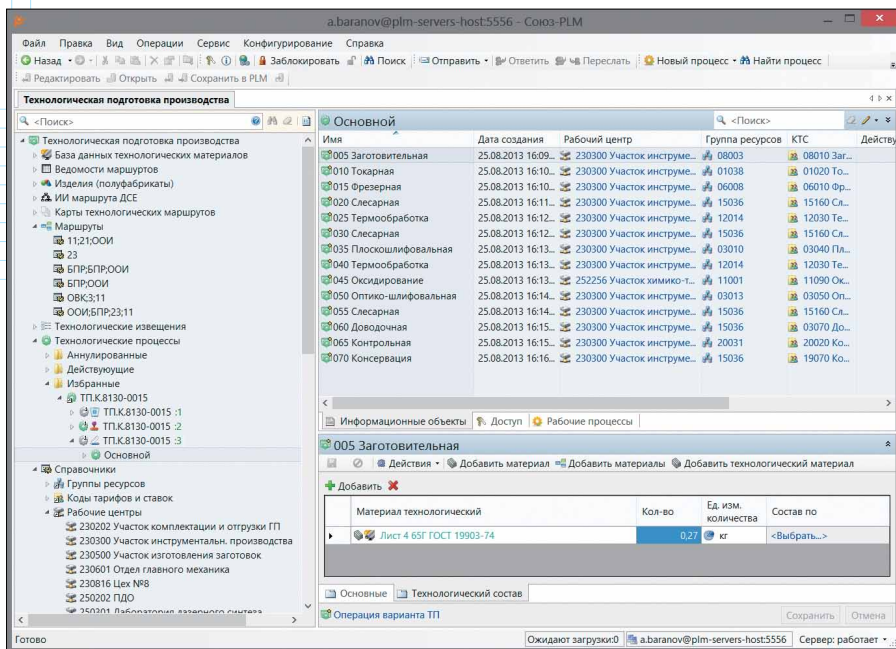 a.baranov@plm-servers-host:5556 - Союз-PLM
Файл Правка Вид Операции Сервис Конфигурирование Справка
Назад Заблокировать Поиск Отправить Ответить Переслать Новый процесс Найти процесс
Редактировать Открыть Сохранить в PLM
Технологическая подготовка производства
<Поиск>
Технологическая подготовка производства
База данных технологических материалов
Ведомости маршрутов
Изделия (полуфабрикаты)
ИИ маршрута ДСЕ
Карты технологических маршрутов
Маршруты
11;21;ООИ
23
БПР;БПР;ООИ
БПР;ООИ
ОВК;3;11
ООИ;БПР;23;11
Технологические извещения
Технологические процессы
Аннулированные
Действующие
Избранные
ТП.К.8130-0015
ТП.К.8130-0015 :1
ТП.К.8130-0015 :2
ТП.К.8130-0015 :3
Основной
Справочники
Группы ресурсов
Коды тарифов и ставок
Рабочие центры
230202 Участок комплектации и отгрузки ГП
230300 Участок инструментальн. производства
230500 Участок изготовления заготовок
230601 Отдел главного механика
230816 Цех №8
250202 ПДО
250301 Лаборатория лазерного синтеза
Основной <Поиск>
Имя Дата создания Рабочий центр Группа ресурсов КТС Действу
005 Заготовительная 25.08.2013 16:09... 230300 Участок инструме... 08003 08010 Заг...
010 Токарная 25.08.2013 16:10... 230300 Участок инструме... 01038 01020 То...
015 Фрезерная 25.08.2013 16:10... 230300 Участок инструме... 06008 06010 Фр...
020 Слесарная 25.08.2013 16:11... 230300 Участок инструме... 15036 15160 Сл...
025 Термообработка 25.08.2013 16:12... 230300 Участок инструме... 12014 12030 Те...
030 Слесарная 25.08.2013 16:12... 230300 Участок инструме... 15036 15160 Сл...
035 Плоскошлифовальная 25.08.2013 16:13... 230300 Участок инструме... 03010 03040 Пл...
040 Термообработка 25.08.2013 16:13... 230300 Участок инструме... 12014 12030 Те...
045 Оксидирование 25.08.2013 16:13... 252256 Участок химико-т... 11001 11090 Ок...
050 Оптико-шлифовальная 25.08.2013 16:14... 230300 Участок инструме... 03013 03050 Оп...
055 Слесарная 25.08.2013 16:14... 230300 Участок инструме... 15036 15160 Сл...
060 Доводочная 25.08.2013 16:15... 230300 Участок инструме... 15036 03070 До...
065 Контрольная 25.08.2013 16:15... 230300 Участок инструме... 20031 20020 Ко...
070 Консервация 25.08.2013 16:16... 230300 Участок инструме... 15036 19070 Ко...
Информационные объекты Доступ Рабочие процессы
005 Заготовительная
Действия Добавить материал Добавить материалы Добавить технологический материал
Добавить
Материал технологический Кол-во Ед. изм. количества Состав по
Лист 4 65Г ГОСТ 19903-74 0,27 кг <Выбрать...>
Основные Технологический состав
Операция варианта ТП Сохранить Отмена
Готово Ожидают загрузки:0 a.baranov@plm-servers-host:5556 Сервер: работает